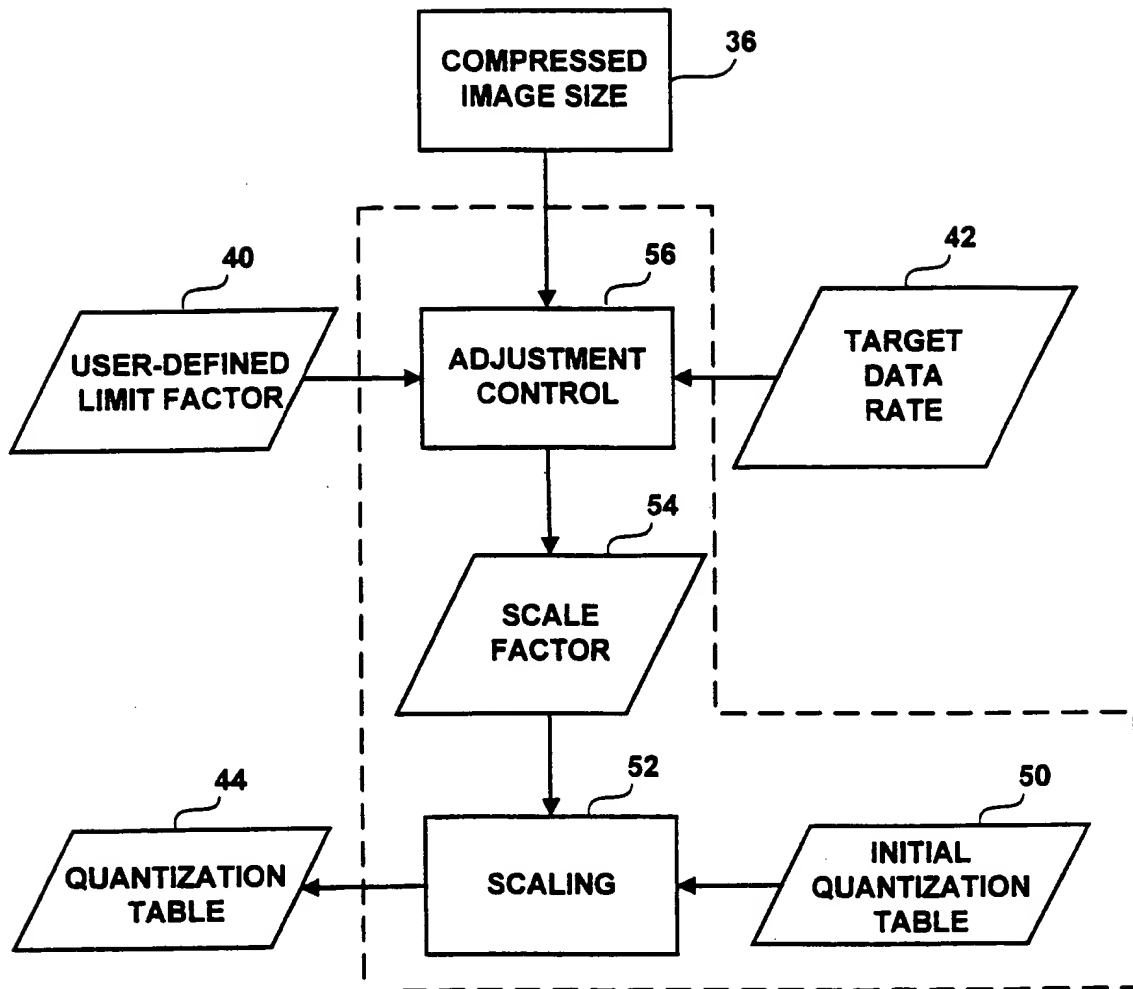 COMPRESSED
IMAGE SIZE
36
40
USER-DEFINED
LIMIT FACTOR
56
ADJUSTMENT
CONTROL
42
TARGET
DATA
RATE
54
SCALE
FACTOR
44
QUANTIZATION
TABLE
52
SCALING
50
INITIAL
QUANTIZATION
TABLE